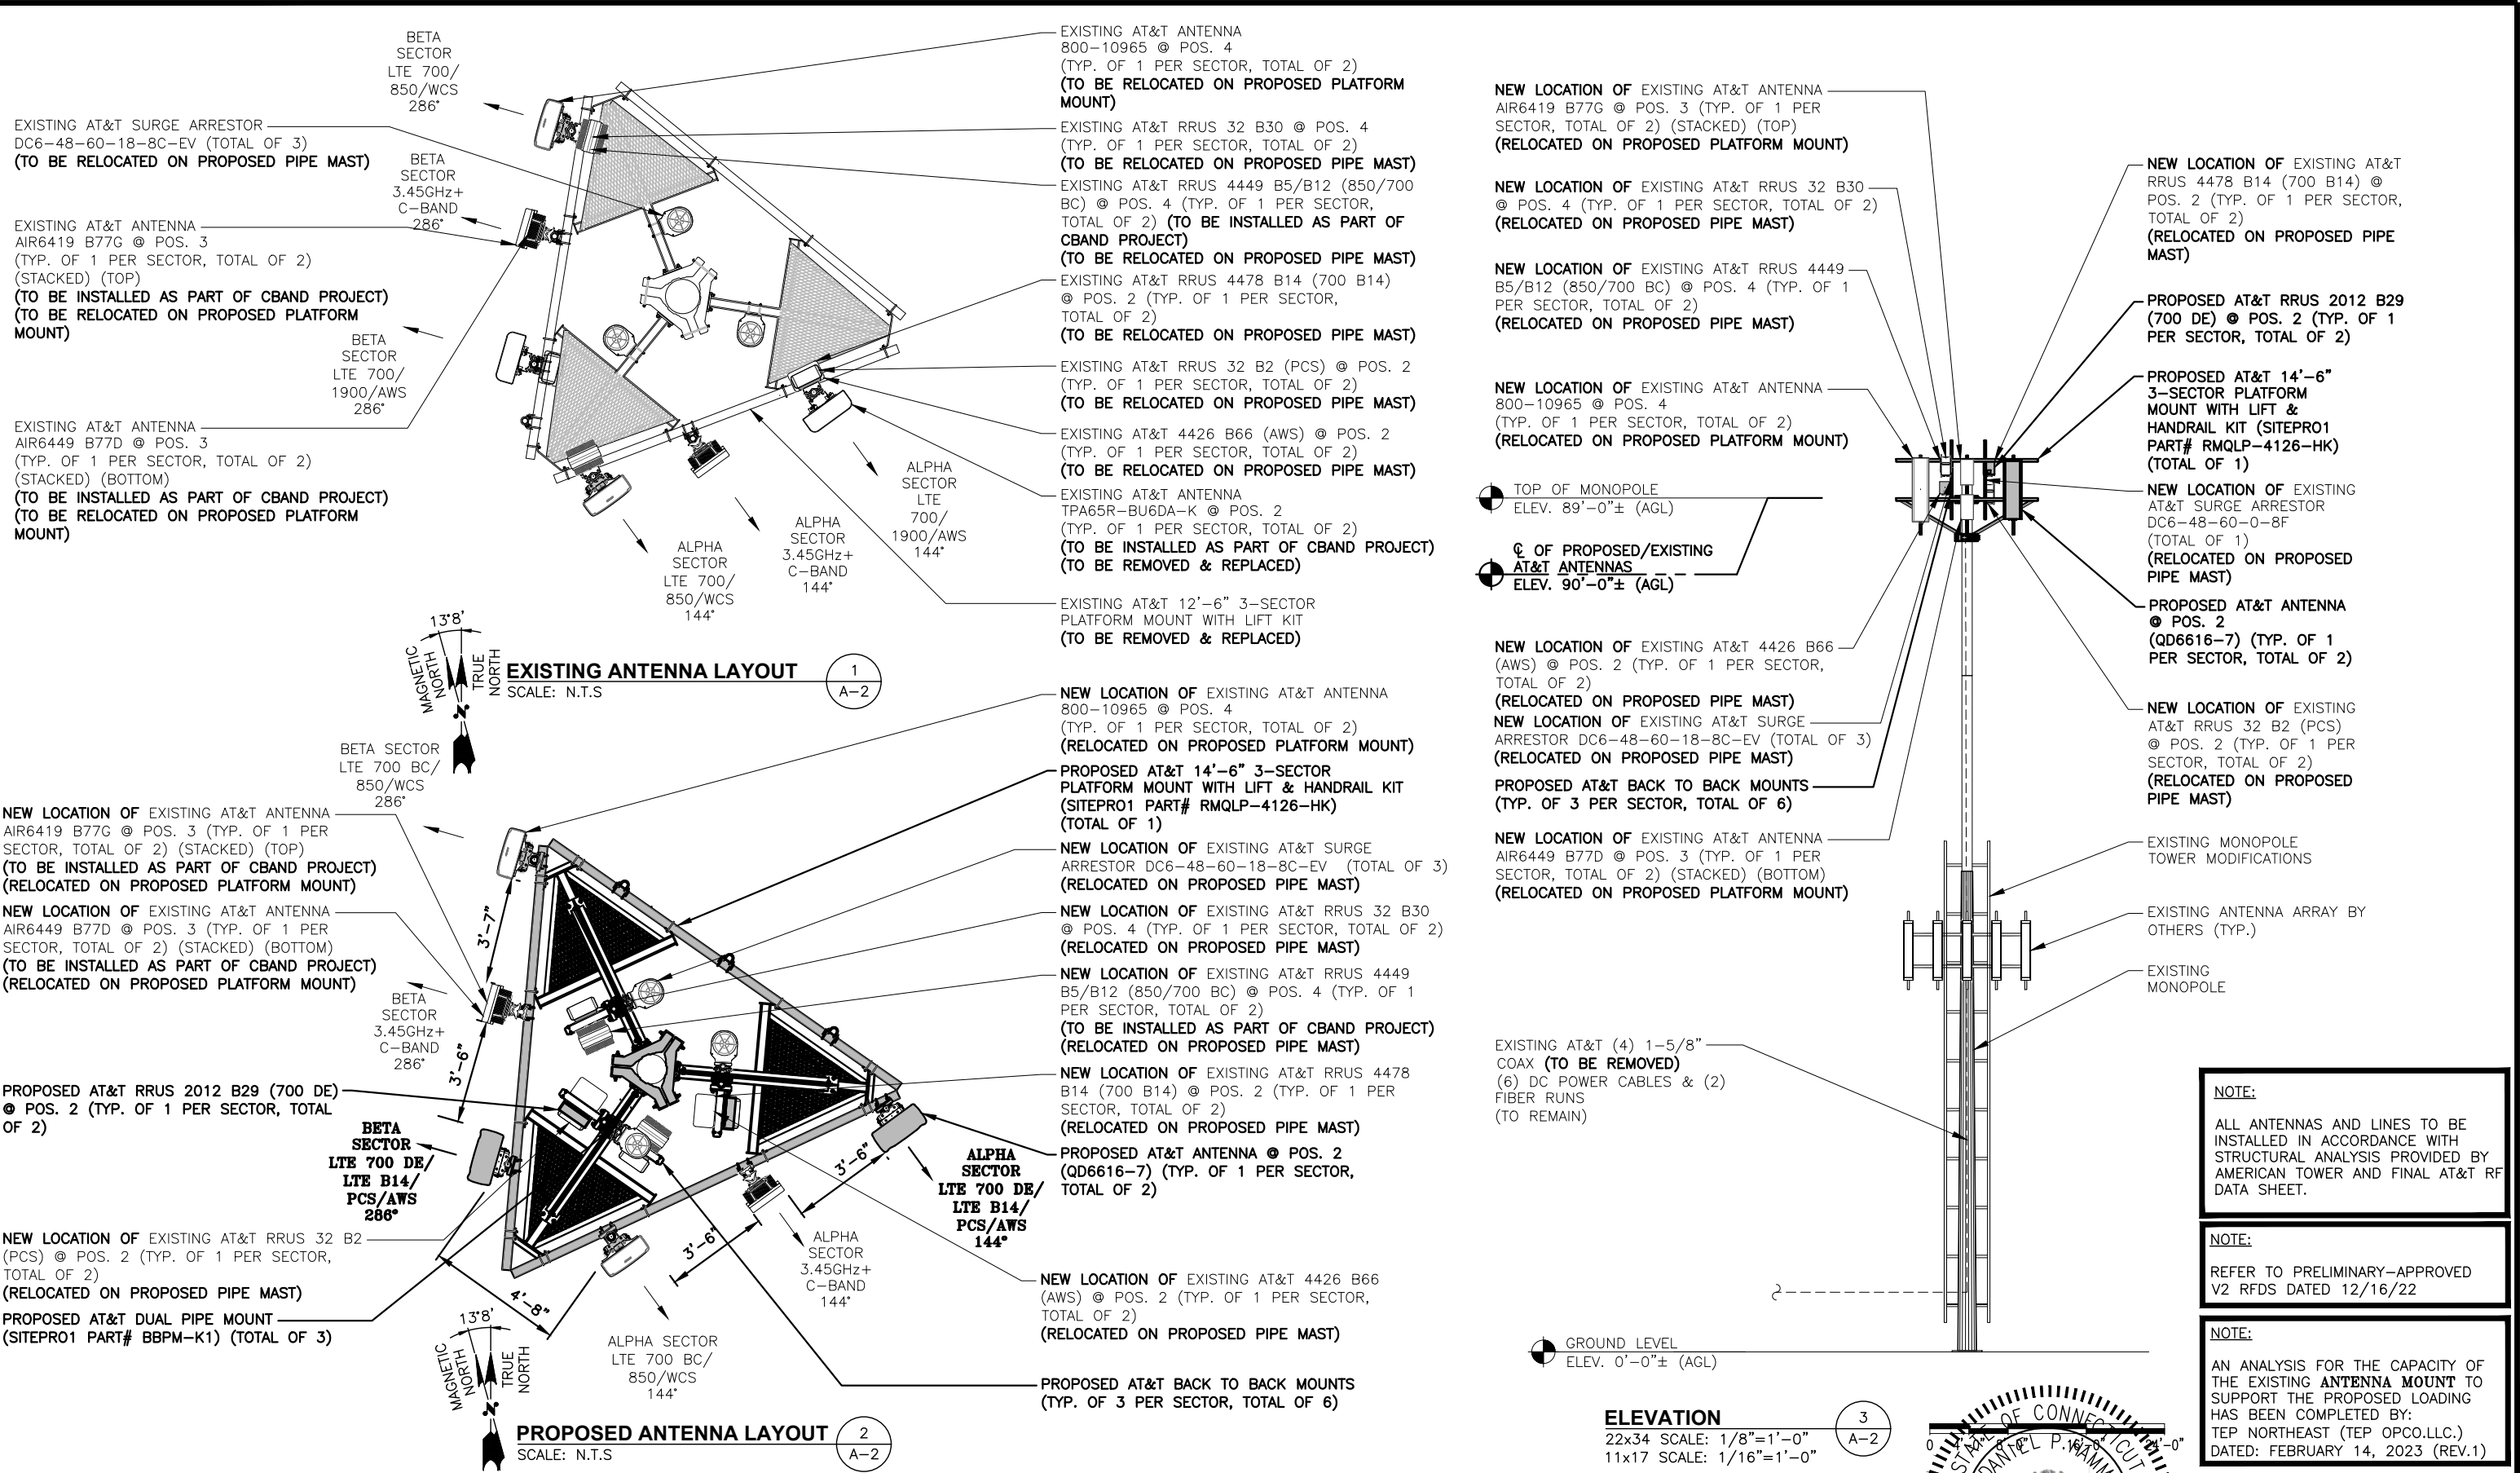 BETA
SECTOR
LTE 700/
850/WCS
286°
EXISTING AT&T SURGE ARRESTOR
DC6-48-60-18-8C-EV (TOTAL OF 3)
(TO BE RELOCATED ON PROPOSED PIPE MAST)
BETA
SECTOR
3.45GHz+
C-BAND
286°
EXISTING AT&T ANTENNA
AIR6419 B77G @ POS. 3
(TYP. OF 1 PER SECTOR, TOTAL OF 2)
(STACKED) (TOP)
(TO BE INSTALLED AS PART OF CBAND PROJECT)
(TO BE RELOCATED ON PROPOSED PLATFORM
MOUNT)
BETA
SECTOR
LTE 700/
1900/AWS
286°
EXISTING AT&T ANTENNA
AIR6449 B77D @ POS. 3
(TYP. OF 1 PER SECTOR, TOTAL OF 2)
(STACKED) (BOTTOM)
(TO BE INSTALLED AS PART OF CBAND PROJECT)
(TO BE RELOCATED ON PROPOSED PLATFORM
MOUNT)
EXISTING AT&T ANTENNA
800-10965 @ POS. 4
(TYP. OF 1 PER SECTOR, TOTAL OF 2)
(TO BE RELOCATED ON PROPOSED PLATFORM
MOUNT)
EXISTING AT&T RRUS 32 B30 @ POS. 4
(TYP. OF 1 PER SECTOR, TOTAL OF 2)
(TO BE RELOCATED ON PROPOSED PIPE MAST)
EXISTING AT&T RRUS 4449 B5/B12 (850/700
BC) @ POS. 4 (TYP. OF 1 PER SECTOR,
TOTAL OF 2) (TO BE INSTALLED AS PART OF
CBAND PROJECT)
(TO BE RELOCATED ON PROPOSED PIPE MAST)
EXISTING AT&T RRUS 4478 B14 (700 B14)
@ POS. 2 (TYP. OF 1 PER SECTOR,
TOTAL OF 2)
(TO BE RELOCATED ON PROPOSED PIPE MAST)
EXISTING AT&T RRUS 32 B2 (PCS) @ POS. 2
(TYP. OF 1 PER SECTOR, TOTAL OF 2)
(TO BE RELOCATED ON PROPOSED PIPE MAST)
EXISTING AT&T 4426 B66 (AWS) @ POS. 2
(TYP. OF 1 PER SECTOR, TOTAL OF 2)
(TO BE RELOCATED ON PROPOSED PIPE MAST)
EXISTING AT&T ANTENNA
TPA65R-BU6DA-K @ POS. 2
(TYP. OF 1 PER SECTOR, TOTAL OF 2)
(TO BE INSTALLED AS PART OF CBAND PROJECT)
(TO BE REMOVED & REPLACED)
EXISTING AT&T 12'-6" 3-SECTOR
PLATFORM MOUNT WITH LIFT KIT
(TO BE REMOVED & REPLACED)
ALPHA
SECTOR
LTE
700/
1900/AWS
144°
ALPHA
SECTOR
3.45GHz+
C-BAND
144°
ALPHA
SECTOR
LTE 700/
850/WCS
144°
13°8'
MAGNETIC
NORTH
TRUE
NORTH
N
EXISTING ANTENNA LAYOUT
SCALE: N.T.S
1
A-2
BETA SECTOR
LTE 700 BC/
850/WCS
286°
NEW LOCATION OF EXISTING AT&T ANTENNA
AIR6419 B77G @ POS. 3 (TYP. OF 1 PER
SECTOR, TOTAL OF 2) (STACKED) (TOP)
(TO BE INSTALLED AS PART OF CBAND PROJECT)
(RELOCATED ON PROPOSED PLATFORM MOUNT)
NEW LOCATION OF EXISTING AT&T ANTENNA
AIR6449 B77D @ POS. 3 (TYP. OF 1 PER
SECTOR, TOTAL OF 2) (STACKED) (BOTTOM)
(TO BE INSTALLED AS PART OF CBAND PROJECT)
(RELOCATED ON PROPOSED PLATFORM MOUNT)
BETA
SECTOR
3.45GHz+
C-BAND
286°
3'-7"
3'-6"
PROPOSED AT&T RRUS 2012 B29 (700 DE)
@ POS. 2 (TYP. OF 1 PER SECTOR, TOTAL
OF 2)
BETA
SECTOR
LTE 700 DE/
LTE B14/
PCS/AWS
286°
NEW LOCATION OF EXISTING AT&T RRUS 32 B2
(PCS) @ POS. 2 (TYP. OF 1 PER SECTOR,
TOTAL OF 2)
(RELOCATED ON PROPOSED PIPE MAST)
PROPOSED AT&T DUAL PIPE MOUNT
(SITEPRO1 PART# BBPM-K1) (TOTAL OF 3)
4'-8"
3'-6"
3'-6"
ALPHA SECTOR
LTE 700 BC/
850/WCS
144°
ALPHA
SECTOR
3.45GHz+
C-BAND
144°
ALPHA
SECTOR
LTE 700 DE/
LTE B14/
PCS/AWS
144°
NEW LOCATION OF EXISTING AT&T ANTENNA
800-10965 @ POS. 4
(TYP. OF 1 PER SECTOR, TOTAL OF 2)
(RELOCATED ON PROPOSED PLATFORM MOUNT)
PROPOSED AT&T 14'-6" 3-SECTOR
PLATFORM MOUNT WITH LIFT & HANDRAIL KIT
(SITEPRO1 PART# RMQLP-4126-HK)
(TOTAL OF 1)
NEW LOCATION OF EXISTING AT&T SURGE
ARRESTOR DC6-48-60-18-8C-EV (TOTAL OF 3)
(RELOCATED ON PROPOSED PIPE MAST)
NEW LOCATION OF EXISTING AT&T RRUS 32 B30
@ POS. 4 (TYP. OF 1 PER SECTOR, TOTAL OF 2)
(RELOCATED ON PROPOSED PIPE MAST)
NEW LOCATION OF EXISTING AT&T RRUS 4449
B5/B12 (850/700 BC) @ POS. 4 (TYP. OF 1
PER SECTOR, TOTAL OF 2)
(TO BE INSTALLED AS PART OF CBAND PROJECT)
(RELOCATED ON PROPOSED PIPE MAST)
NEW LOCATION OF EXISTING AT&T RRUS 4478
B14 (700 B14) @ POS. 2 (TYP. OF 1 PER
SECTOR, TOTAL OF 2)
(RELOCATED ON PROPOSED PIPE MAST)
PROPOSED AT&T ANTENNA @ POS. 2
(QD6616-7) (TYP. OF 1 PER SECTOR,
TOTAL OF 2)
NEW LOCATION OF EXISTING AT&T 4426 B66
(AWS) @ POS. 2 (TYP. OF 1 PER SECTOR,
TOTAL OF 2)
(RELOCATED ON PROPOSED PIPE MAST)
PROPOSED AT&T BACK TO BACK MOUNTS
(TYP. OF 3 PER SECTOR, TOTAL OF 6)
13°8'
MAGNETIC
NORTH
TRUE
NORTH
N
PROPOSED ANTENNA LAYOUT
SCALE: N.T.S
2
A-2
NEW LOCATION OF EXISTING AT&T ANTENNA
AIR6419 B77G @ POS. 3 (TYP. OF 1 PER
SECTOR, TOTAL OF 2) (STACKED) (TOP)
(RELOCATED ON PROPOSED PLATFORM MOUNT)
NEW LOCATION OF EXISTING AT&T RRUS 32 B30
@ POS. 4 (TYP. OF 1 PER SECTOR, TOTAL OF 2)
(RELOCATED ON PROPOSED PIPE MAST)
NEW LOCATION OF EXISTING AT&T RRUS 4449
B5/B12 (850/700 BC) @ POS. 4 (TYP. OF 1
PER SECTOR, TOTAL OF 2)
(RELOCATED ON PROPOSED PIPE MAST)
NEW LOCATION OF EXISTING AT&T ANTENNA
800-10965 @ POS. 4
(TYP. OF 1 PER SECTOR, TOTAL OF 2)
(RELOCATED ON PROPOSED PLATFORM MOUNT)
TOP OF MONOPOLE
ELEV. 89'-0"± (AGL)
℄ OF PROPOSED/EXISTING
AT&T ANTENNAS
ELEV. 90'-0"± (AGL)
NEW LOCATION OF EXISTING AT&T 4426 B66
(AWS) @ POS. 2 (TYP. OF 1 PER SECTOR,
TOTAL OF 2)
(RELOCATED ON PROPOSED PIPE MAST)
NEW LOCATION OF EXISTING AT&T SURGE
ARRESTOR DC6-48-60-18-8C-EV (TOTAL OF 3)
(RELOCATED ON PROPOSED PIPE MAST)
PROPOSED AT&T BACK TO BACK MOUNTS
(TYP. OF 3 PER SECTOR, TOTAL OF 6)
NEW LOCATION OF EXISTING AT&T ANTENNA
AIR6449 B77D @ POS. 3 (TYP. OF 1 PER
SECTOR, TOTAL OF 2) (STACKED) (BOTTOM)
(RELOCATED ON PROPOSED PLATFORM MOUNT)
EXISTING AT&T (4) 1-5/8"
COAX (TO BE REMOVED)
(6) DC POWER CABLES & (2)
FIBER RUNS
(TO REMAIN)
GROUND LEVEL
ELEV. 0'-0"± (AGL)
NEW LOCATION OF EXISTING AT&T
RRUS 4478 B14 (700 B14) @
POS. 2 (TYP. OF 1 PER SECTOR,
TOTAL OF 2)
(RELOCATED ON PROPOSED PIPE
MAST)
PROPOSED AT&T RRUS 2012 B29
(700 DE) @ POS. 2 (TYP. OF 1
PER SECTOR, TOTAL OF 2)
PROPOSED AT&T 14'-6"
3-SECTOR PLATFORM
MOUNT WITH LIFT &
HANDRAIL KIT (SITEPRO1
PART# RMQLP-4126-HK)
(TOTAL OF 1)
NEW LOCATION OF EXISTING
AT&T SURGE ARRESTOR
DC6-48-60-0-8F
(TOTAL OF 1)
(RELOCATED ON PROPOSED
PIPE MAST)
PROPOSED AT&T ANTENNA
@ POS. 2
(QD6616-7) (TYP. OF 1
PER SECTOR, TOTAL OF 2)
NEW LOCATION OF EXISTING
AT&T RRUS 32 B2 (PCS)
@ POS. 2 (TYP. OF 1 PER
SECTOR, TOTAL OF 2)
(RELOCATED ON PROPOSED
PIPE MAST)
EXISTING MONOPOLE
TOWER MODIFICATIONS
EXISTING ANTENNA ARRAY BY
OTHERS (TYP.)
EXISTING
MONOPOLE
NOTE:
ALL ANTENNAS AND LINES TO BE
INSTALLED IN ACCORDANCE WITH
STRUCTURAL ANALYSIS PROVIDED BY
AMERICAN TOWER AND FINAL AT&T RF
DATA SHEET.
NOTE:
REFER TO PRELIMINARY-APPROVED
V2 RFDS DATED 12/16/22
NOTE:
AN ANALYSIS FOR THE CAPACITY OF
THE EXISTING ANTENNA MOUNT TO
SUPPORT THE PROPOSED LOADING
HAS BEEN COMPLETED BY:
TEP NORTHEAST (TEP OPCO.LLC.)
DATED: FEBRUARY 14, 2023 (REV.1)
ELEVATION
22x34 SCALE: 1/8"=1'-0"
11x17 SCALE: 1/16"=1'-0"
3
A-2
STATE OF CONNECTICUT
DANIEL P. HAMM
0 4'-0" 8'-0" 16'-0"